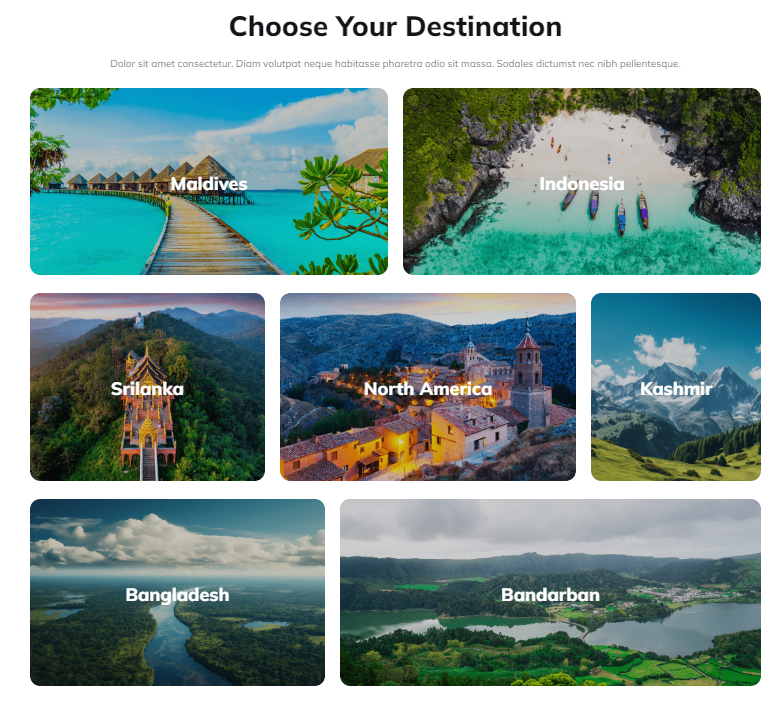 Choose Your Destination
Dolor sit amet consectetur. Diam volutpat neque habitasse pharetra odio sit massa. Sodales dictumst nec nibh pellentesque.
Maldives
Indonesia
Srilanka
North America
Kashmir
Bangladesh
Bandarban